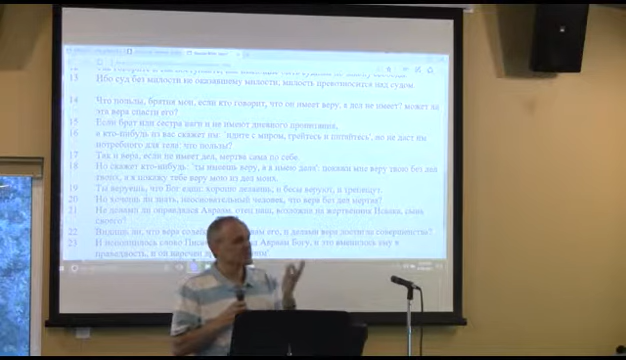 13 Ибо суд без милости не оказавшему милости; милость превозносится над судом.
14 Что пользы, братия мои, если кто говорит, что он имеет веру, а дел не имеет? может ли
эта вера спасти его?
15 Если брат или сестра наги и не имеют дневного пропитания,
16 а кто-нибудь из вас скажет им: 'идите с миром, грейтесь и питайтесь', но не даст им
потребного для тела: что пользы?
17 Так и вера, если не имеет дел, мертва сама по себе.
18 Но скажет кто-нибудь: 'ты имеешь веру, а я имею дела': покажи мне веру твою без дел
твоих, а я покажу тебе веру мою из дел моих.
19 Ты веруешь, что Бог един: хорошо делаешь; и бесы веруют, и трепещут.
20 Но хочешь ли знать, неосновательный человек, что вера без дел мертва?
21 Не делами ли оправдался Авраам, отец наш, возложив на жертвенник Исаака, сына
своего?
22 Видишь ли, что вера его, и делами вера достигла совершенства?
23 И исполнилось слово Авраам Богу, и это вменилось ему в
праведность, и он наречен